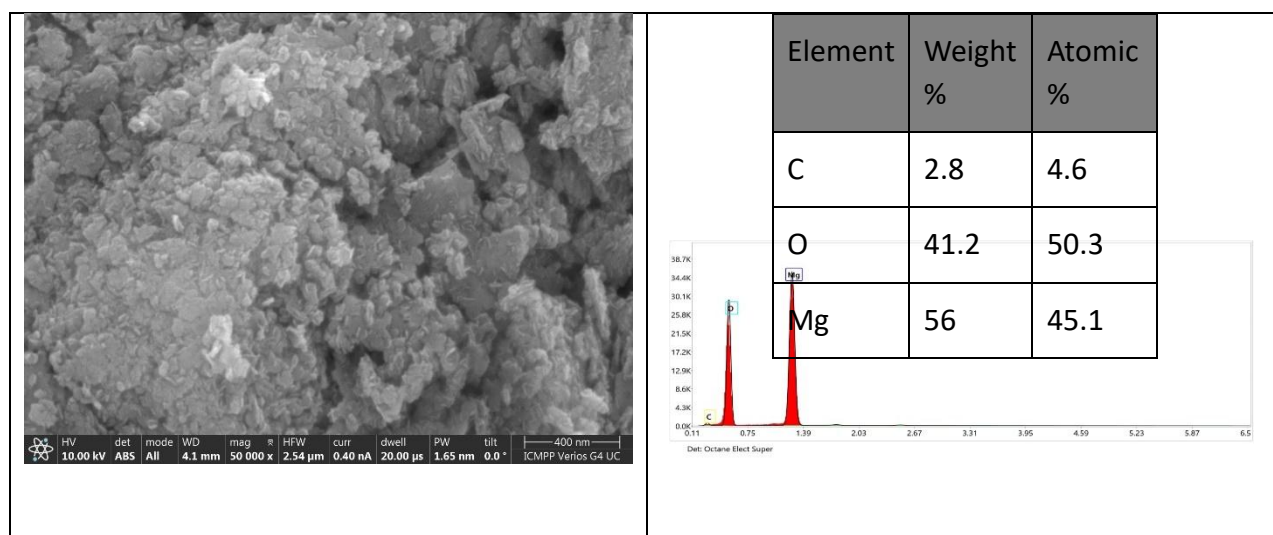 HV det mode WD mag HFW curr dwell PW tilt 400 nm
10.00 kV ABS All 4.1 mm 50 000 x 2.54 µm 0.40 nA 20.00 µs 1.65 nm 0.0 ° ICMPP Verios G4 UC
Element Weight % Atomic %
C 2.8 4.6
O 41.2 50.3
Mg 56 45.1
38.7K
34.4K
30.1K
25.8K
21.5K
17.2K
12.9K
8.6K
4.3K
0.0K
C
O
Mg
0.11 0.75 1.39 2.03 2.67 3.31 3.95 4.59 5.23 5.87 6.5
Det: Octane Elect Super